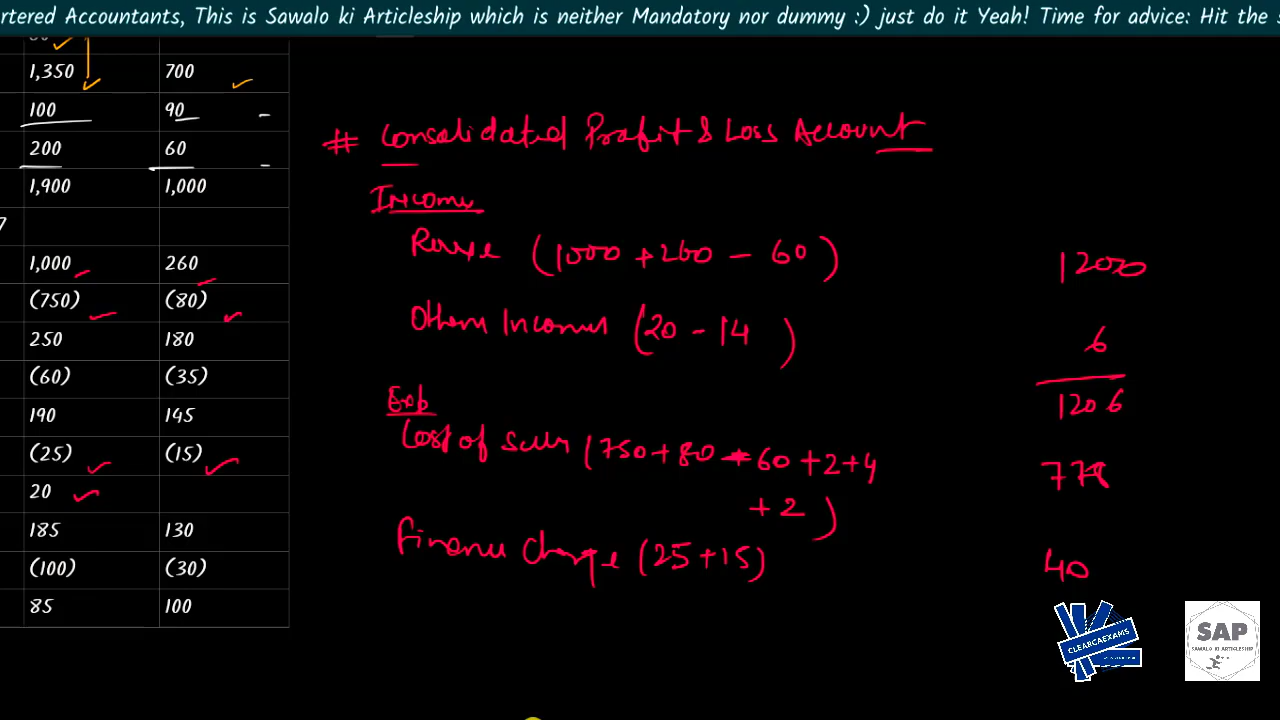 rtered Accountants, This is Sawalo ki Articleship which is neither Mandatory nor dummy :) just do it Yeah! Time for advice: Hit the s
1,350 700
100 90
200 60
1,900 1,000
1,000 260
(750) (80)
250 180
(60) (35)
190 145
(25) (15)
20
185 130
(100) (30)
85 100
# Consolidated Profit & Loss Account
Income
(1000 + 260 - 60) 1200
Other Income (20 - 14) 6
1206
Exp
Cost of Sales (750 + 80 - 60 + 2 + 4
+ 2) 778
Finance Charge (25 + 15) 40
CLEARCAEXAMS
SAP
SAWALO KI ARTICLESHIP